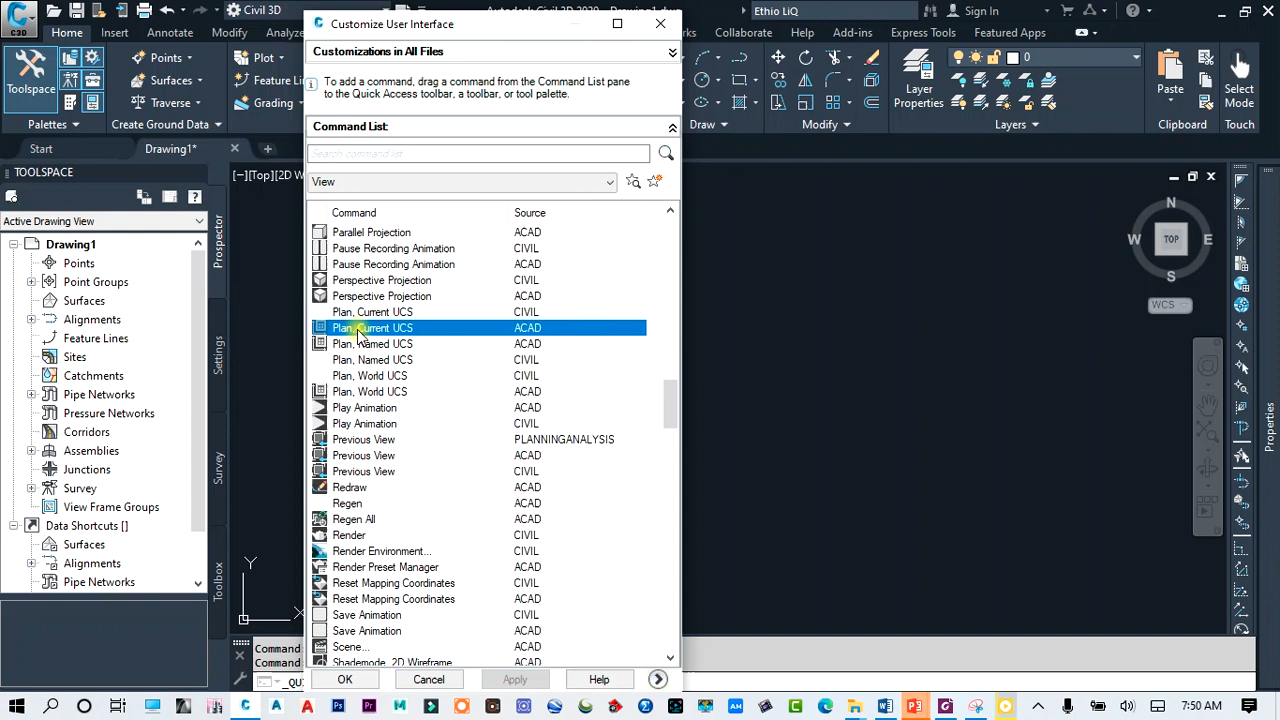 C3D
Civil 3D
Customize User Interface
Autodesk Civil 3D 2020 Drawing1
Ethio LiQ
Sign In
Home Insert Annotate Modify
Collaborate Help Add-ins Express Tools Featured Apps
Toolspace
Palettes
Points
Surfaces
Traverse
Create Ground Data
Plot
Feature L
Grading
Draw
Modify
Layer
Properties
0
Layers
Paste
Clipboard
Select
Mode
Touch
Start
Drawing1*
[−][Top][2D W
Customizations in All Files
To add a command, drag a command from the Command List pane
to the Quick Access toolbar, a toolbar, or tool palette.
Command List:
Search command list
View
Command Source
Parallel Projection ACAD
Pause Recording Animation CIVIL
Pause Recording Animation ACAD
Perspective Projection CIVIL
Perspective Projection ACAD
Plan, Current UCS CIVIL
Plan, Current UCS ACAD
Plan, Named UCS ACAD
Plan, Named UCS CIVIL
Plan, World UCS CIVIL
Plan, World UCS ACAD
Play Animation ACAD
Play Animation CIVIL
Previous View PLANNINGANALYSIS
Previous View ACAD
Previous View CIVIL
Redraw ACAD
Regen ACAD
Regen All ACAD
Render CIVIL
Render Environment... CIVIL
Render Preset Manager ACAD
Reset Mapping Coordinates CIVIL
Reset Mapping Coordinates ACAD
Save Animation CIVIL
Save Animation ACAD
Scene... ACAD
Shademode, 2D Wireframe ACAD
OK Cancel Apply Help
TOOLSPACE
Active Drawing View
Drawing1
Points
Point Groups
Surfaces
Alignments
Feature Lines
Sites
Catchments
Pipe Networks
Pressure Networks
Corridors
Assemblies
Junctions
Survey
View Frame Groups
Data Shortcuts []
Surfaces
Alignments
Pipe Networks
Prospector
Settings
Survey
Toolbox
Y
X
N
W TOP E
S
WCS
Properties
Command:
Command:
7:50 AM